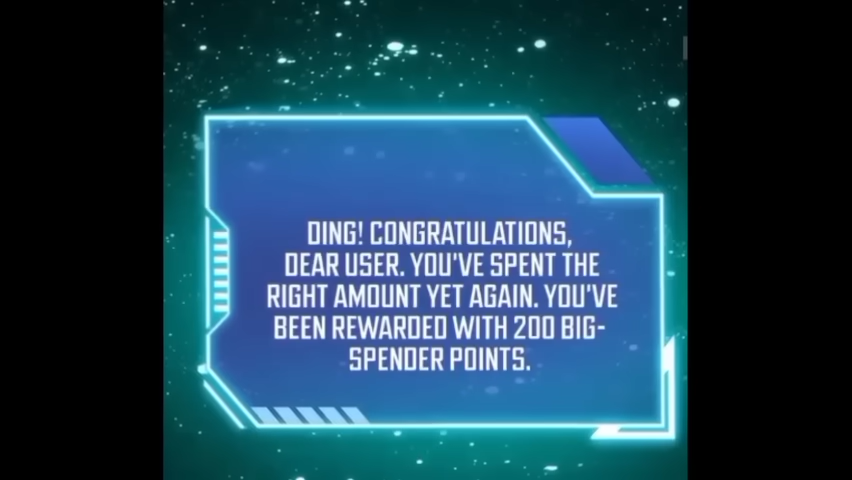 DING! CONGRATULATIONS,
DEAR USER. YOU'VE SPENT THE
RIGHT AMOUNT YET AGAIN. YOU'VE
BEEN REWARDED WITH 200 BIG-
SPENDER POINTS.